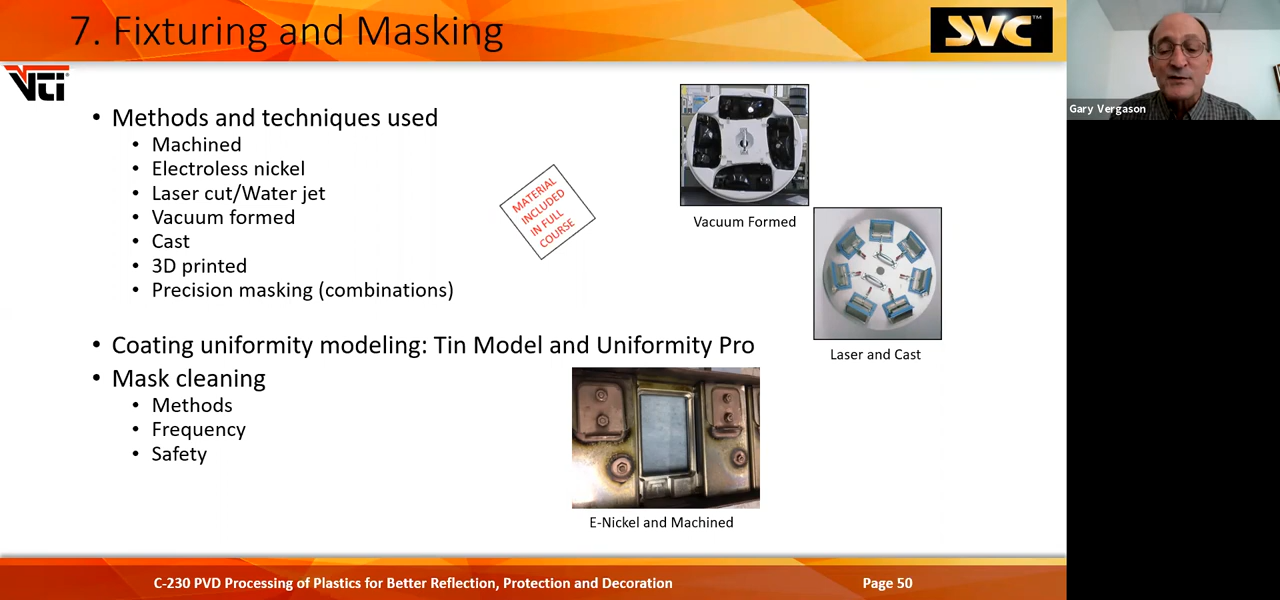 7. Fixturing and Masking
SVC™
VTi
Gary Vergason
• Methods and techniques used
• Machined
• Electroless nickel
• Laser cut/Water jet
• Vacuum formed
• Cast
• 3D printed
• Precision masking (combinations)
MATERIAL
INCLUDED
IN FULL
COURSE
Vacuum Formed
Laser and Cast
• Coating uniformity modeling: Tin Model and Uniformity Pro
• Mask cleaning
• Methods
• Frequency
• Safety
E-Nickel and Machined
C-230 PVD Processing of Plastics for Better Reflection, Protection and Decoration
Page 50